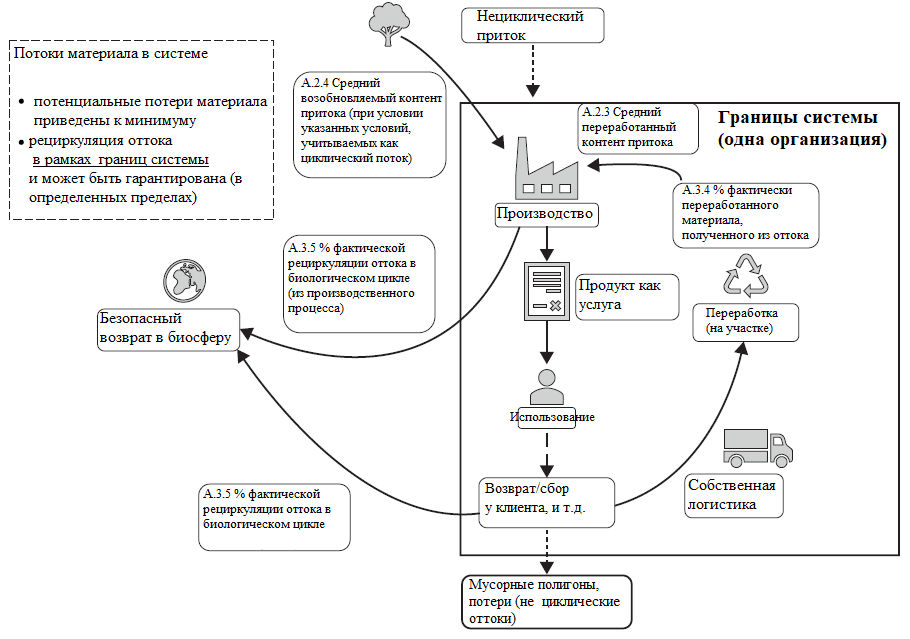 Нециклический
приток
Потоки материала в системе
• потенциальные потери материала
приведены к минимуму
• рециркуляция оттока
в рамках границ системы
и может быть гарантирована (в
определенных пределах)
А.2.4 Средний
возобновляемый контент
притока (при условии
указанных условий,
учитываемых как
циклический поток)
А.2.3 Средний
переработанный
контент притока
Границы системы
(одна организация)
Производство
А.3.4 % фактически
переработанного
материала,
полученного из оттока
А.3.5 % фактической
рециркуляции оттока в
биологическом цикле
(из производственного
процесса)
Безопасный
возврат в биосферу
Продукт как
услуга
Переработка
(на участке)
Использование
Возврат/сбор
у клиента, и т.д.
Собственная
логистика
А.3.5 % фактической
рециркуляции оттока в
биологическом цикле
Мусорные полигоны,
потери (не циклические
оттоки)